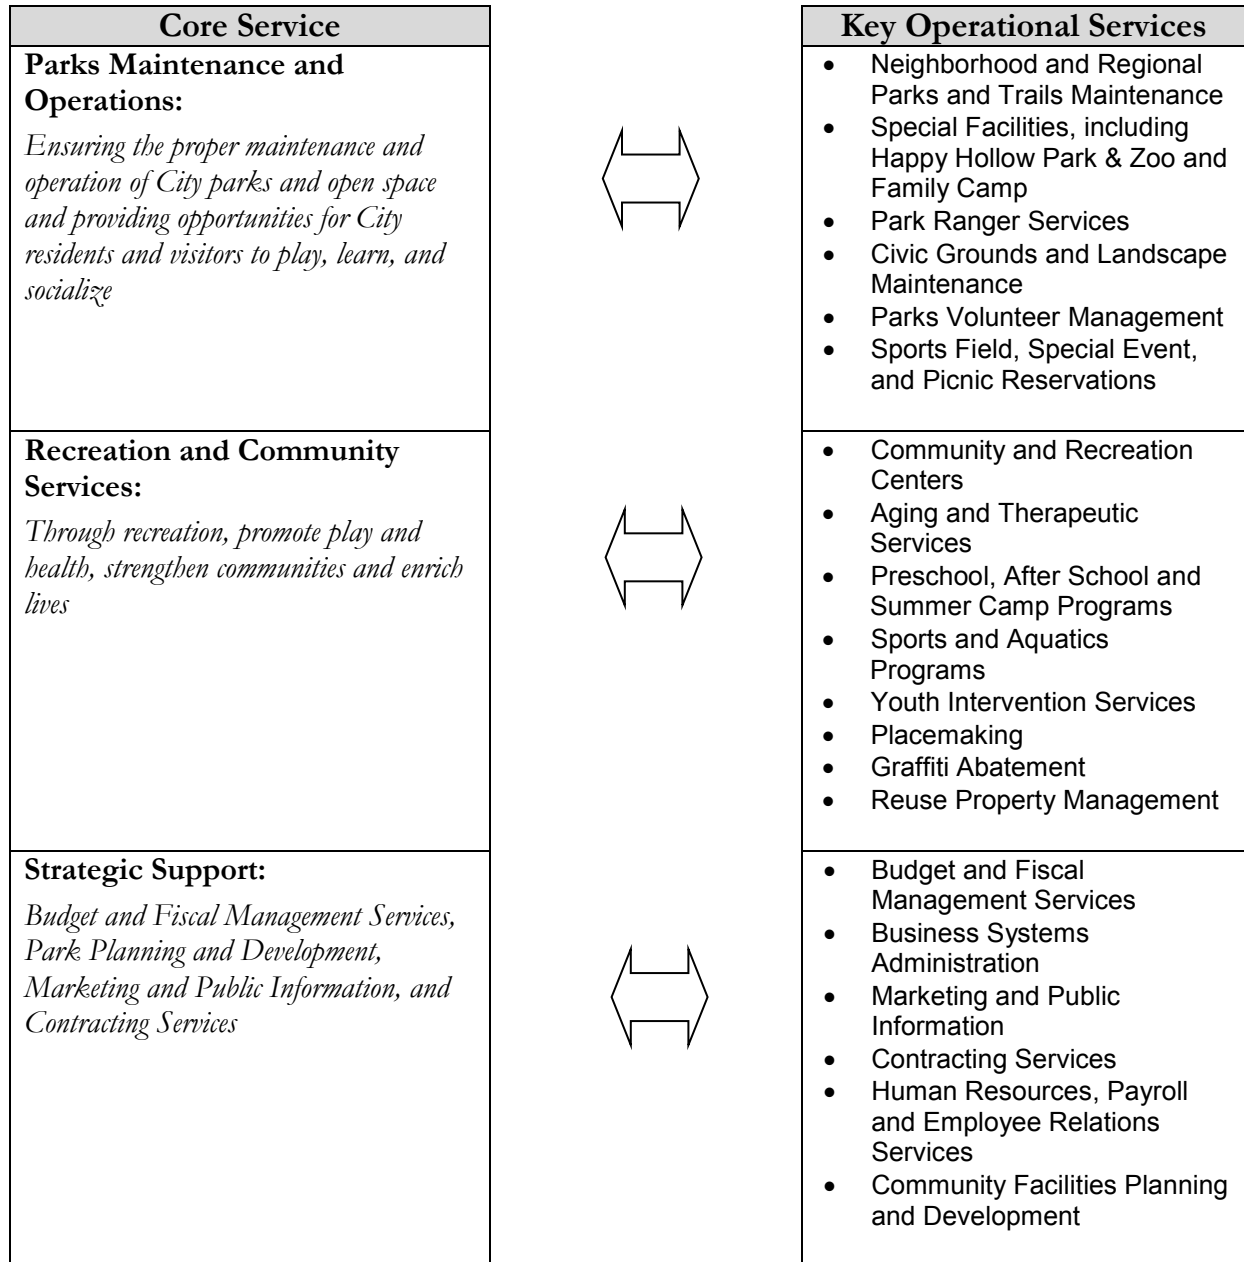 Core Service
Parks Maintenance and
Operations:
Ensuring the proper maintenance and
operation of City parks and open space
and providing opportunities for City
residents and visitors to play, learn, and
socialize
Key Operational Services
• Neighborhood and Regional
Parks and Trails Maintenance
• Special Facilities, including
Happy Hollow Park & Zoo and
Family Camp
• Park Ranger Services
• Civic Grounds and Landscape
Maintenance
• Parks Volunteer Management
• Sports Field, Special Event,
and Picnic Reservations
Recreation and Community
Services:
Through recreation, promote play and
health, strengthen communities and enrich
lives
• Community and Recreation
Centers
• Aging and Therapeutic
Services
• Preschool, After School and
Summer Camp Programs
• Sports and Aquatics
Programs
• Youth Intervention Services
• Placemaking
• Graffiti Abatement
• Reuse Property Management
Strategic Support:
Budget and Fiscal Management Services,
Park Planning and Development,
Marketing and Public Information, and
Contracting Services
• Budget and Fiscal
Management Services
• Business Systems
Administration
• Marketing and Public
Information
• Contracting Services
• Human Resources, Payroll
and Employee Relations
Services
• Community Facilities Planning
and Development